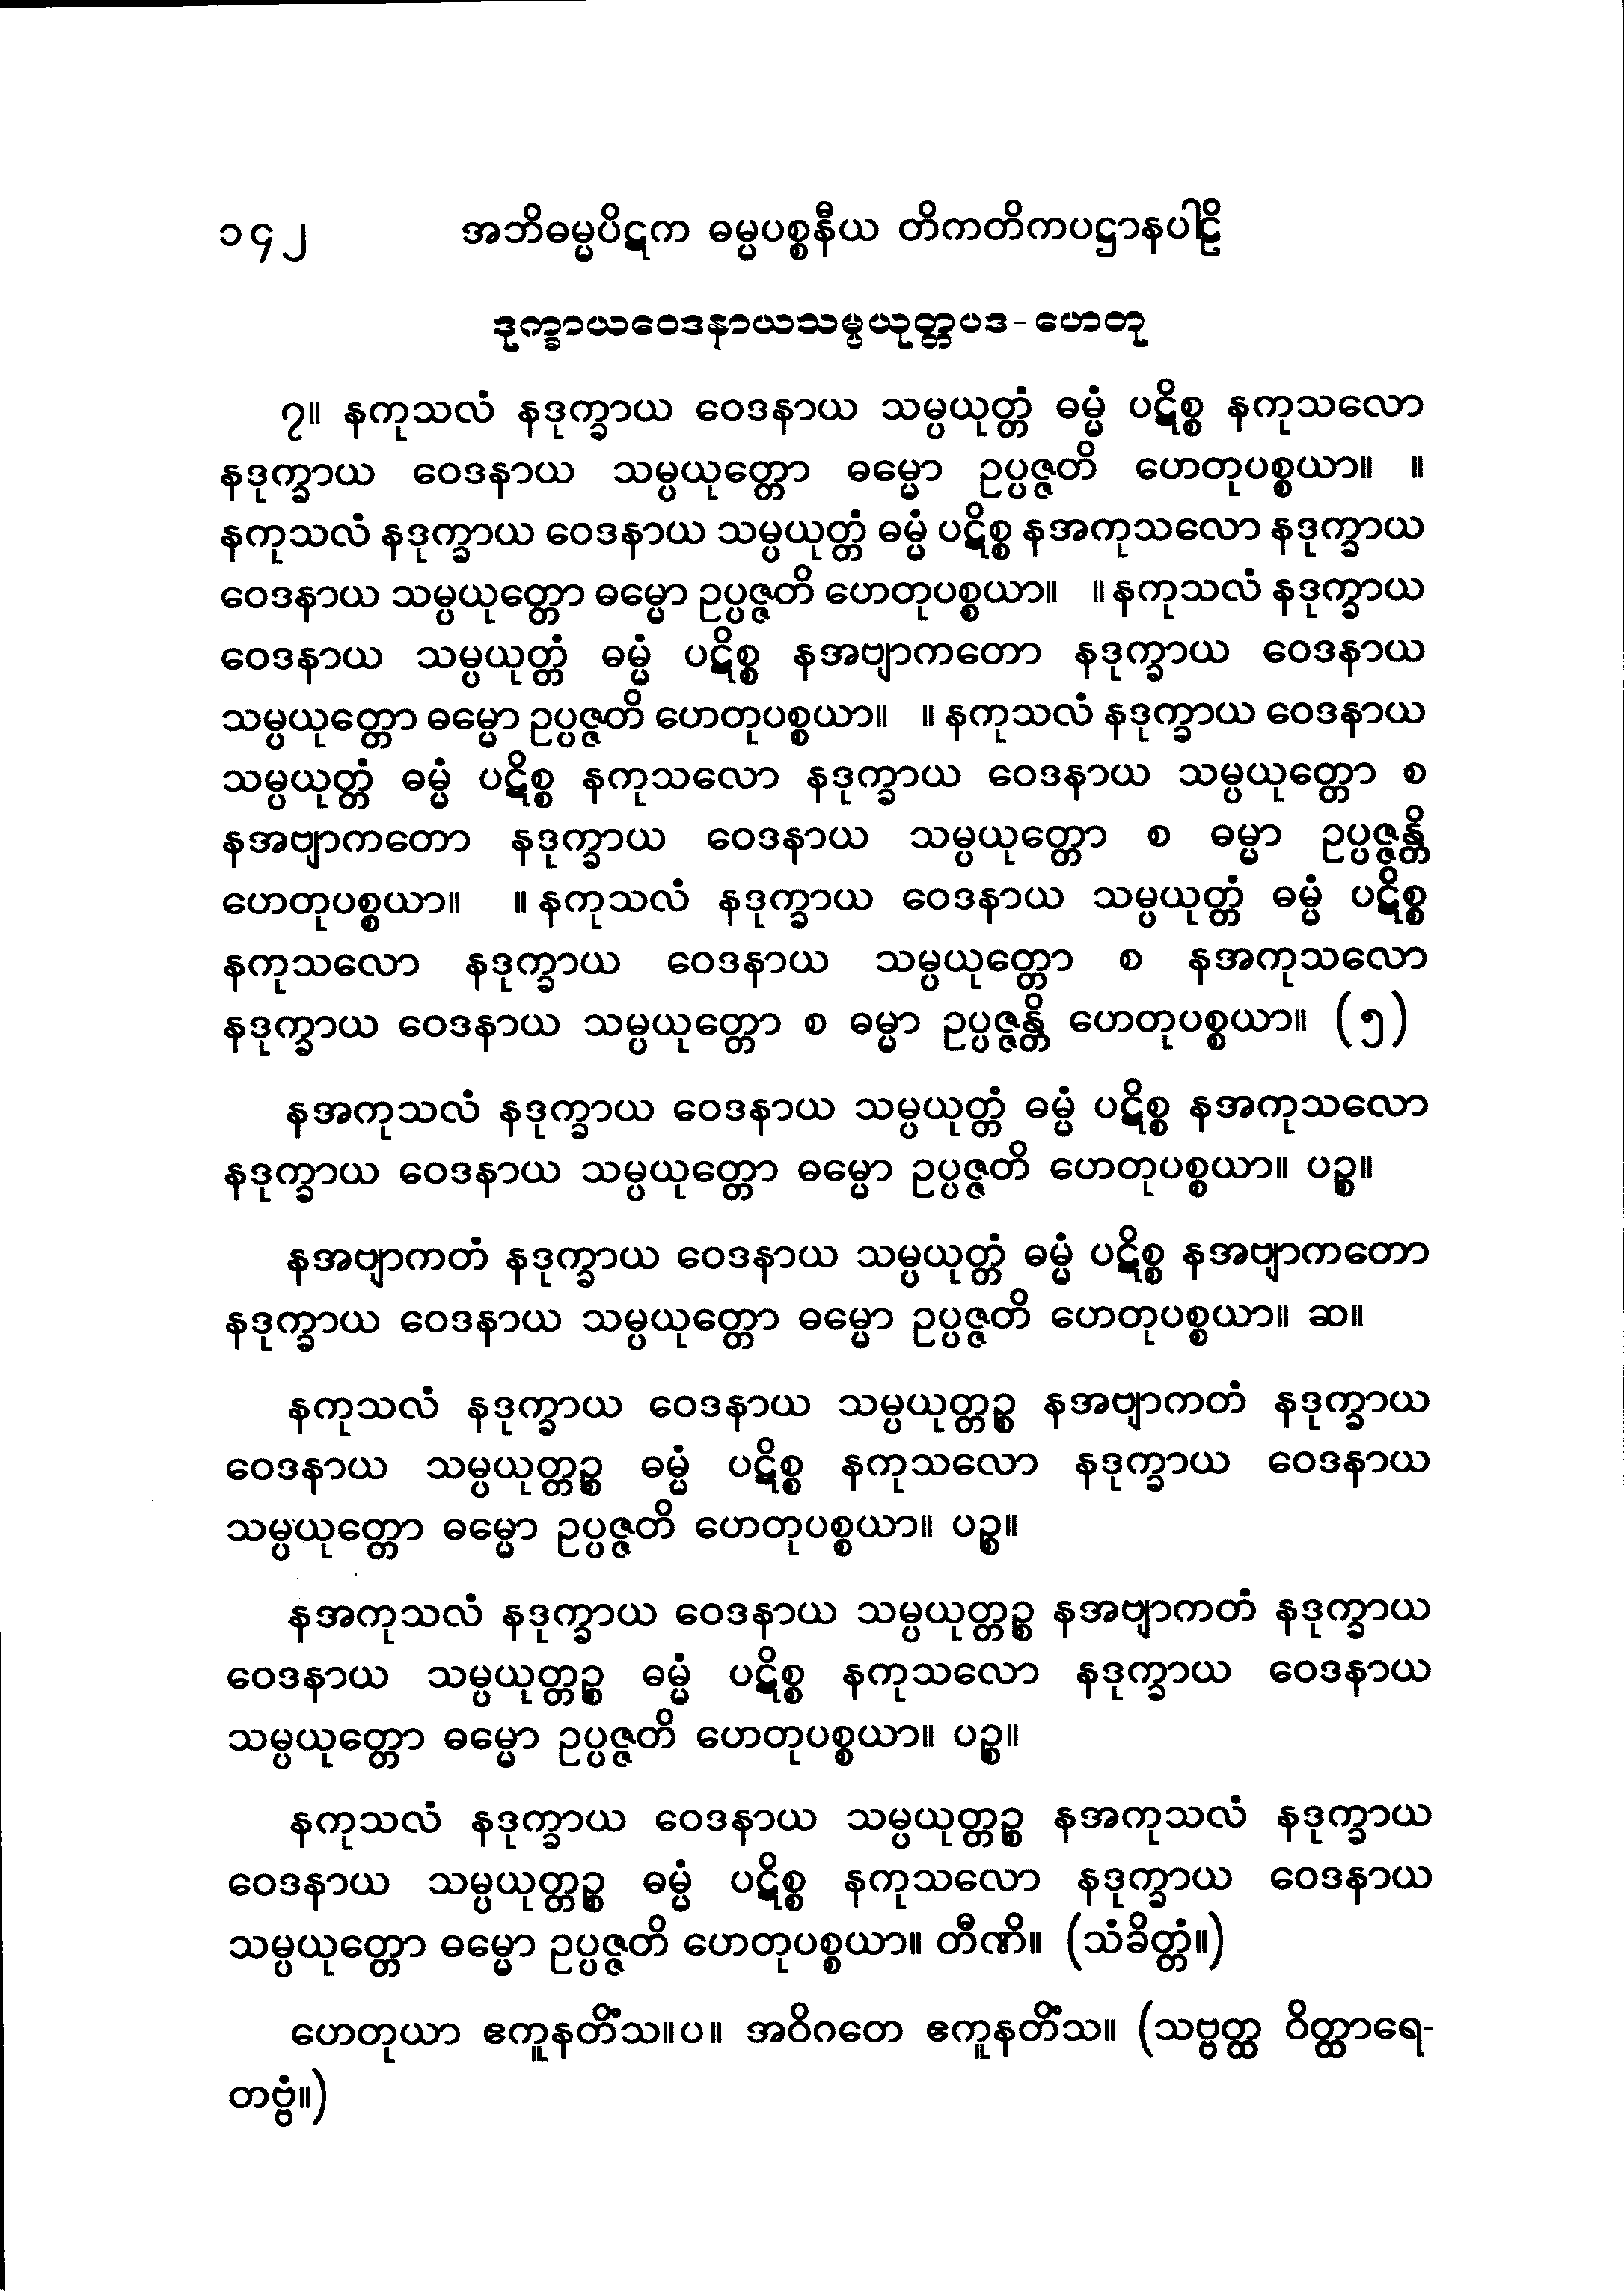 ၁၄၂ အဘိဓမ္မပိဋက ဓမ္မပစ္စနီယ တိကတိကပဋ္ဌာနပါဠိ
ဒုက္ခာယဝေဒနာယသမ္ပယုတ္တပဒ-ဟေတု
၇။ နကုသလံ နဒုက္ခာယ ဝေဒနာယ သမ္ပယုတ္တံ ဓမ္မံ ပဋိစ္စ နကုသလော
နဒုက္ခာယ ဝေဒနာယ သမ္ပယုတ္တော ဓမ္မော ဥပ္ပဇ္ဇတိ ဟေတုပစ္စယာ။ ။
နကုသလံ နဒုက္ခာယ ဝေဒနာယ သမ္ပယုတ္တံ ဓမ္မံ ပဋိစ္စ နအကုသလော နဒုက္ခာယ
ဝေဒနာယ သမ္ပယုတ္တော ဓမ္မော ဥပ္ပဇ္ဇတိ ဟေတုပစ္စယာ။ ။ နကုသလံ နဒုက္ခာယ
ဝေဒနာယ သမ္ပယုတ္တံ ဓမ္မံ ပဋိစ္စ နအဗျာကတော နဒုက္ခာယ ဝေဒနာယ
သမ္ပယုတ္တော ဓမ္မော ဥပ္ပဇ္ဇတိ ဟေတုပစ္စယာ။ ။ နကုသလံ နဒုက္ခာယ ဝေဒနာယ
သမ္ပယုတ္တံ ဓမ္မံ ပဋိစ္စ နကုသလော နဒုက္ခာယ ဝေဒနာယ သမ္ပယုတ္တော စ
နအဗျာကတော နဒုက္ခာယ ဝေဒနာယ သမ္ပယုတ္တော စ ဓမ္မာ ဥပ္ပဇ္ဇန္တိ
ဟေတုပစ္စယာ။ ။ နကုသလံ နဒုက္ခာယ ဝေဒနာယ သမ္ပယုတ္တံ ဓမ္မံ ပဋိစ္စ
နကုသလော နဒုက္ခာယ ဝေဒနာယ သမ္ပယုတ္တော စ နအကုသလော
နဒုက္ခာယ ဝေဒနာယ သမ္ပယုတ္တော စ ဓမ္မာ ဥပ္ပဇ္ဇန္တိ ဟေတုပစ္စယာ။ (၅)
နအကုသလံ နဒုက္ခာယ ဝေဒနာယ သမ္ပယုတ္တံ ဓမ္မံ ပဋိစ္စ နအကုသလော
နဒုက္ခာယ ဝေဒနာယ သမ္ပယုတ္တော ဓမ္မော ဥပ္ပဇ္ဇတိ ဟေတုပစ္စယာ။ ပဉ္စ။
နအဗျာကတံ နဒုက္ခာယ ဝေဒနာယ သမ္ပယုတ္တံ ဓမ္မံ ပဋိစ္စ နအဗျာကတော
နဒုက္ခာယ ဝေဒနာယ သမ္ပယုတ္တော ဓမ္မော ဥပ္ပဇ္ဇတိ ဟေတုပစ္စယာ။ ဆ။
နကုသလံ နဒုက္ခာယ ဝေဒနာယ သမ္ပယုတ္တဉ္စ နအဗျာကတံ နဒုက္ခာယ
ဝေဒနာယ သမ္ပယုတ္တဉ္စ ဓမ္မံ ပဋိစ္စ နကုသလော နဒုက္ခာယ ဝေဒနာယ
သမ္ပယုတ္တော ဓမ္မော ဥပ္ပဇ္ဇတိ ဟေတုပစ္စယာ။ ပဉ္စ။
နအကုသလံ နဒုက္ခာယ ဝေဒနာယ သမ္ပယုတ္တဉ္စ နအဗျာကတံ နဒုက္ခာယ
ဝေဒနာယ သမ္ပယုတ္တဉ္စ ဓမ္မံ ပဋိစ္စ နကုသလော နဒုက္ခာယ ဝေဒနာယ
သမ္ပယုတ္တော ဓမ္မော ဥပ္ပဇ္ဇတိ ဟေတုပစ္စယာ။ ပဉ္စ။
နကုသလံ နဒုက္ခာယ ဝေဒနာယ သမ္ပယုတ္တဉ္စ နအကုသလံ နဒုက္ခာယ
ဝေဒနာယ သမ္ပယုတ္တဉ္စ ဓမ္မံ ပဋိစ္စ နကုသလော နဒုက္ခာယ ဝေဒနာယ
သမ္ပယုတ္တော ဓမ္မော ဥပ္ပဇ္ဇတိ ဟေတုပစ္စယာ။ တီဏိ။ (သံခိတ္တံ။)
ဟေတုယာ ဧကူနတိံသ။ပ။ အဝိဂတေ ဧကူနတိံသ။ (သဗ္ဗတ္ထ ဝိတ္ထာရေ-
တဗ္ဗံ။)